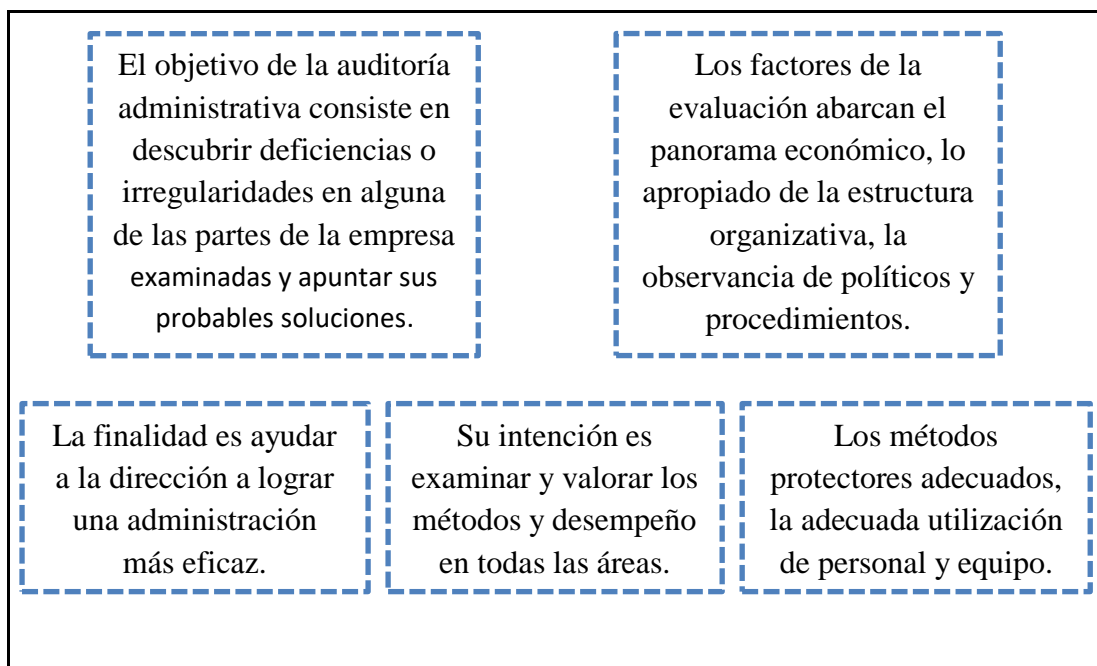 El objetivo de la auditoría
administrativa consiste en
descubrir deficiencias o
irregularidades en alguna
de las partes de la empresa
examinadas y apuntar sus
probables soluciones.
Los factores de la
evaluación abarcan el
panorama económico, lo
apropiado de la estructura
organizativa, la
observancia de políticos y
procedimientos.
La finalidad es ayudar
a la dirección a lograr
una administración
más eficaz.
Su intención es
examinar y valorar los
métodos y desempeño
en todas las áreas.
Los métodos
protectores adecuados,
la adecuada utilización
de personal y equipo.